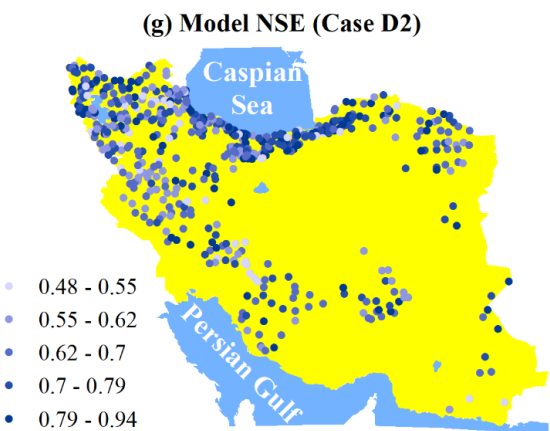 (g) Model NSE (Case D2)
Caspian
Sea
0.48 - 0.55
0.55 - 0.62
0.62 - 0.7
0.7 - 0.79
0.79 - 0.94
Persian Gulf